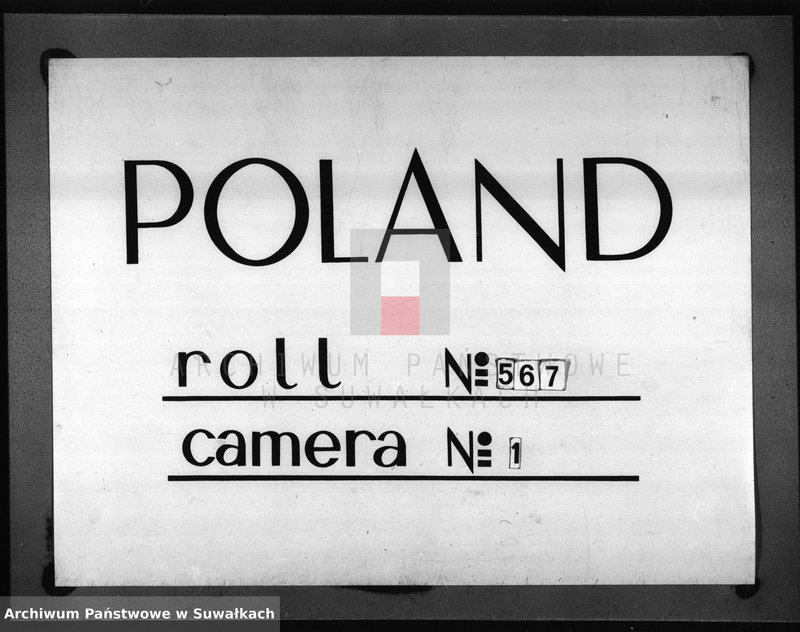 POLAND
roll № 567
ARCHIWUM PAŃSTWOWE
W SUWAŁKACH
camera № 1
Archiwum Państwowe w Suwałkach